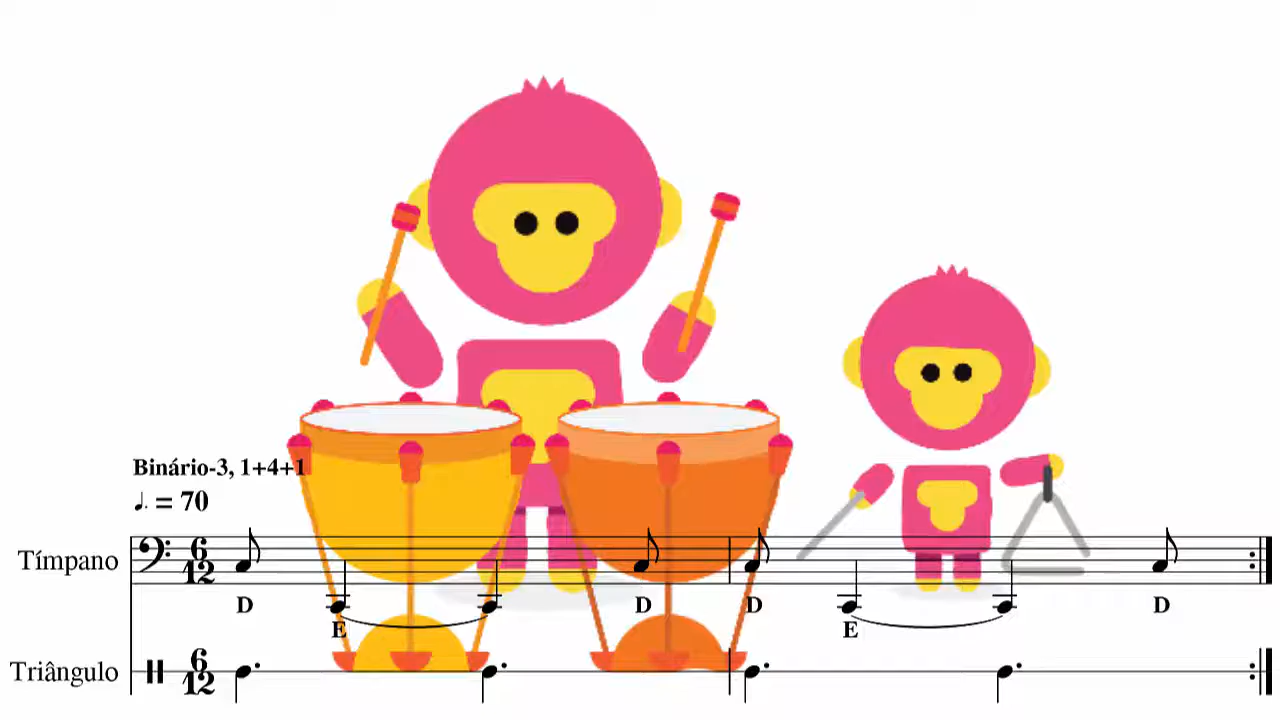 Binário-3, 1+4+1
♩. = 70
Tímpano 6
12
D D D D
E E
Triângulo 6
12